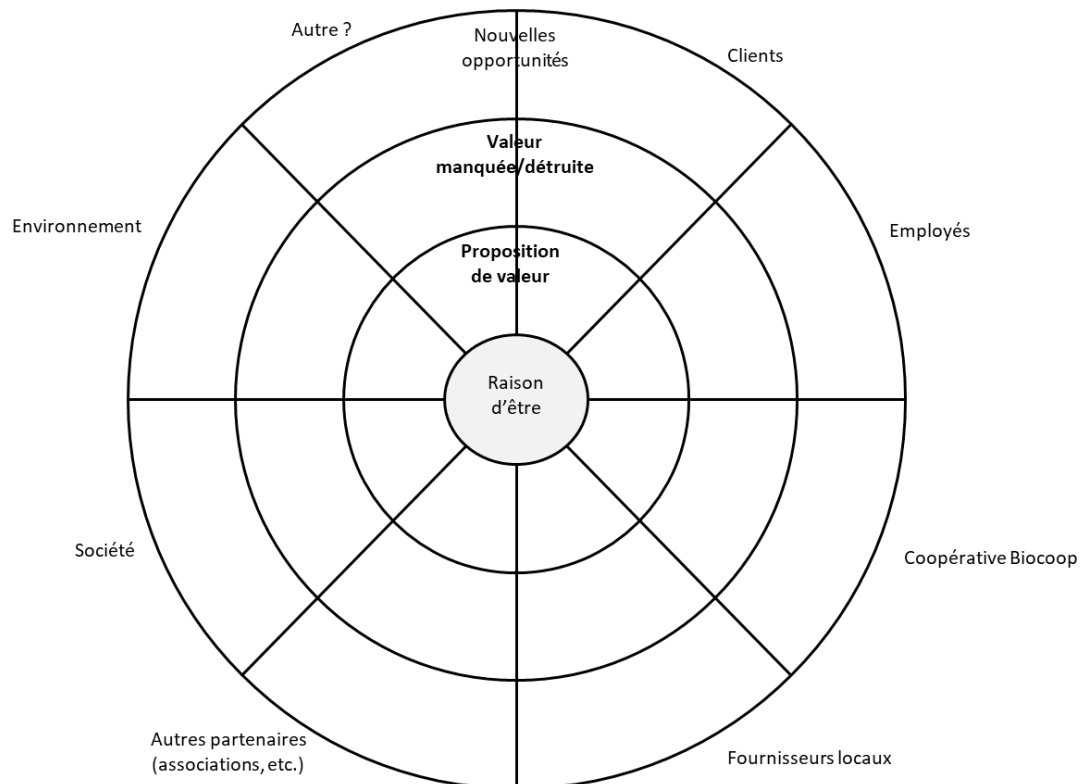 Autre ?
Nouvelles
opportunités
Clients
Valeur
manquée/détruite
Environnement
Employés
Proposition
de valeur
Raison
d’être
Société
Coopérative Biocoop
Autres partenaires
(associations, etc.)
Fournisseurs locaux